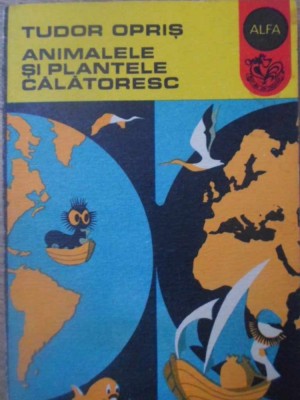 TUDOR OPRIȘ
ANIMALELE
ȘI PLANTELE
CĂLĂTORESC
ALFA